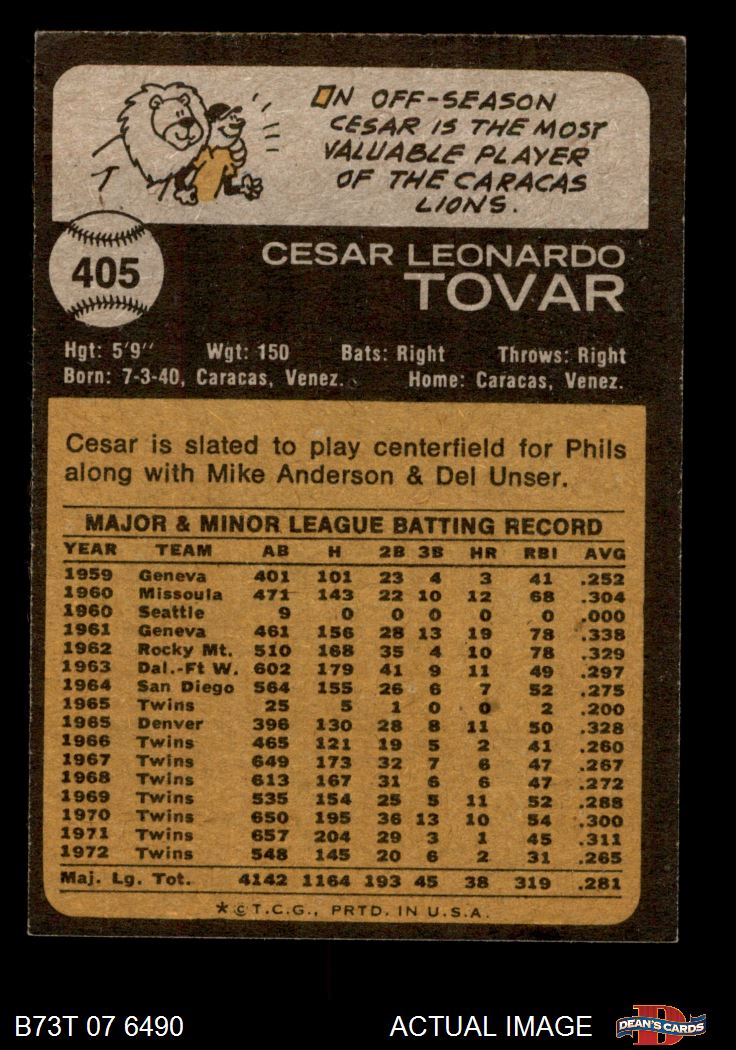 IN OFF-SEASON
CESAR IS THE MOST
VALUABLE PLAYER
OF THE CARACAS
LIONS.
405
CESAR LEONARDO
TOVAR
Hgt: 5'9" Wgt: 150 Bats: Right Throws: Right
Born: 7-3-40, Caracas, Venez. Home: Caracas, Venez.
Cesar is slated to play centerfield for Phils
along with Mike Anderson & Del Unser.
MAJOR & MINOR LEAGUE BATTING RECORD
YEAR TEAM AB H 2B 3B HR RBI AVG
1959 Geneva 401 101 23 4 3 41 .252
1960 Missoula 471 143 22 10 12 68 .304
1960 Seattle 9 0 0 0 0 0 .000
1961 Geneva 461 156 28 13 19 78 .338
1962 Rocky Mt. 510 168 35 4 10 78 .329
1963 Dal.-Ft W. 602 179 41 9 11 49 .297
1964 San Diego 564 155 26 6 7 52 .275
1965 Twins 25 5 1 0 0 2 .200
1965 Denver 396 130 28 8 11 50 .328
1966 Twins 465 121 19 5 2 41 .260
1967 Twins 649 173 32 7 6 47 .267
1968 Twins 613 167 31 6 6 47 .272
1969 Twins 535 154 25 5 11 52 .288
1970 Twins 650 195 36 13 10 54 .300
1971 Twins 657 204 29 3 1 45 .311
1972 Twins 548 145 20 6 2 31 .265
Maj. Lg. Tot. 4142 1164 193 45 38 319 .281
*© T.C.G., PRTD. IN U.S.A.
B73T 07 6490 ACTUAL IMAGE
D
DEAN'S CARDS